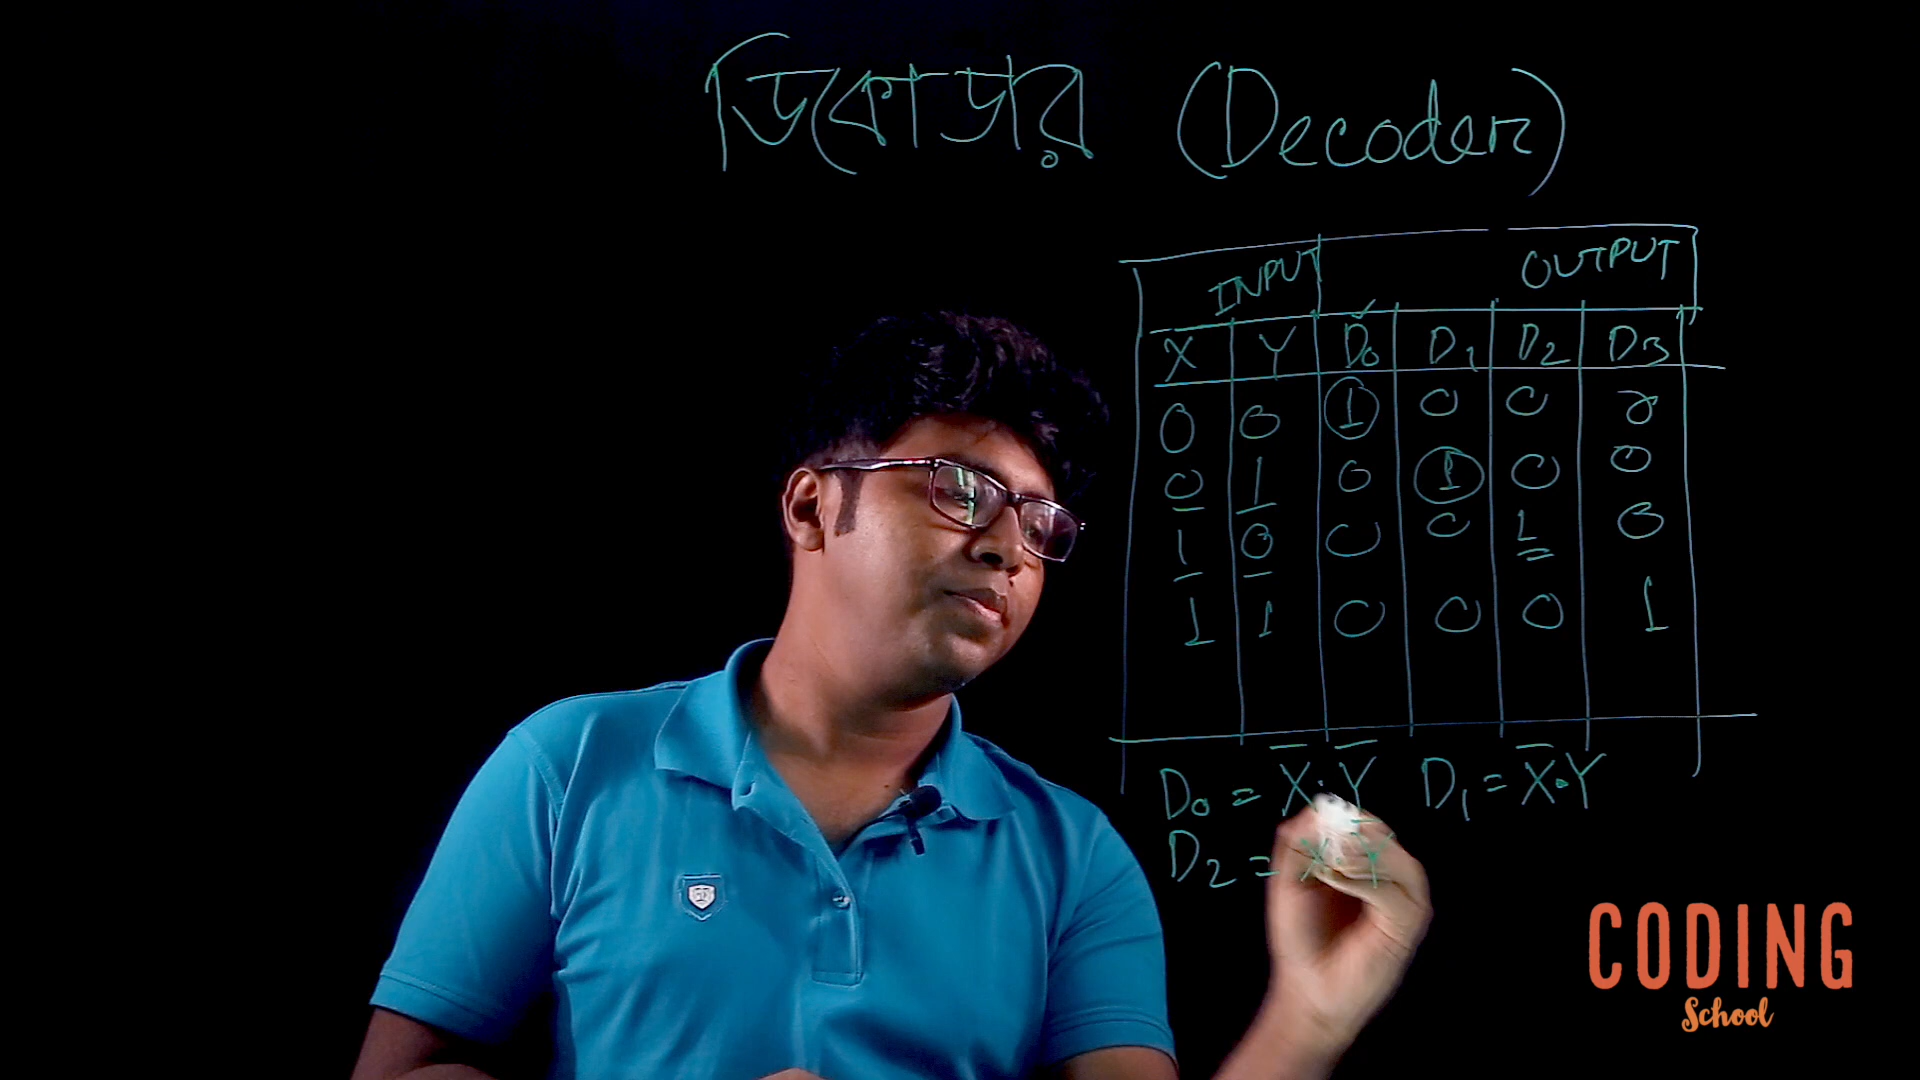 ডিকোডার (Decoder)
INPUT OUTPUT
X Y D₀ D₁ D₂ D₃
0 0 1 0 0 0
0 1 0 1 0 0
1 0 0 0 1 0
1 1 0 0 0 1
D₀ = X̅·Y̅ D₁ = X̅·Y
D₂ = X·Y̅
CODING
School